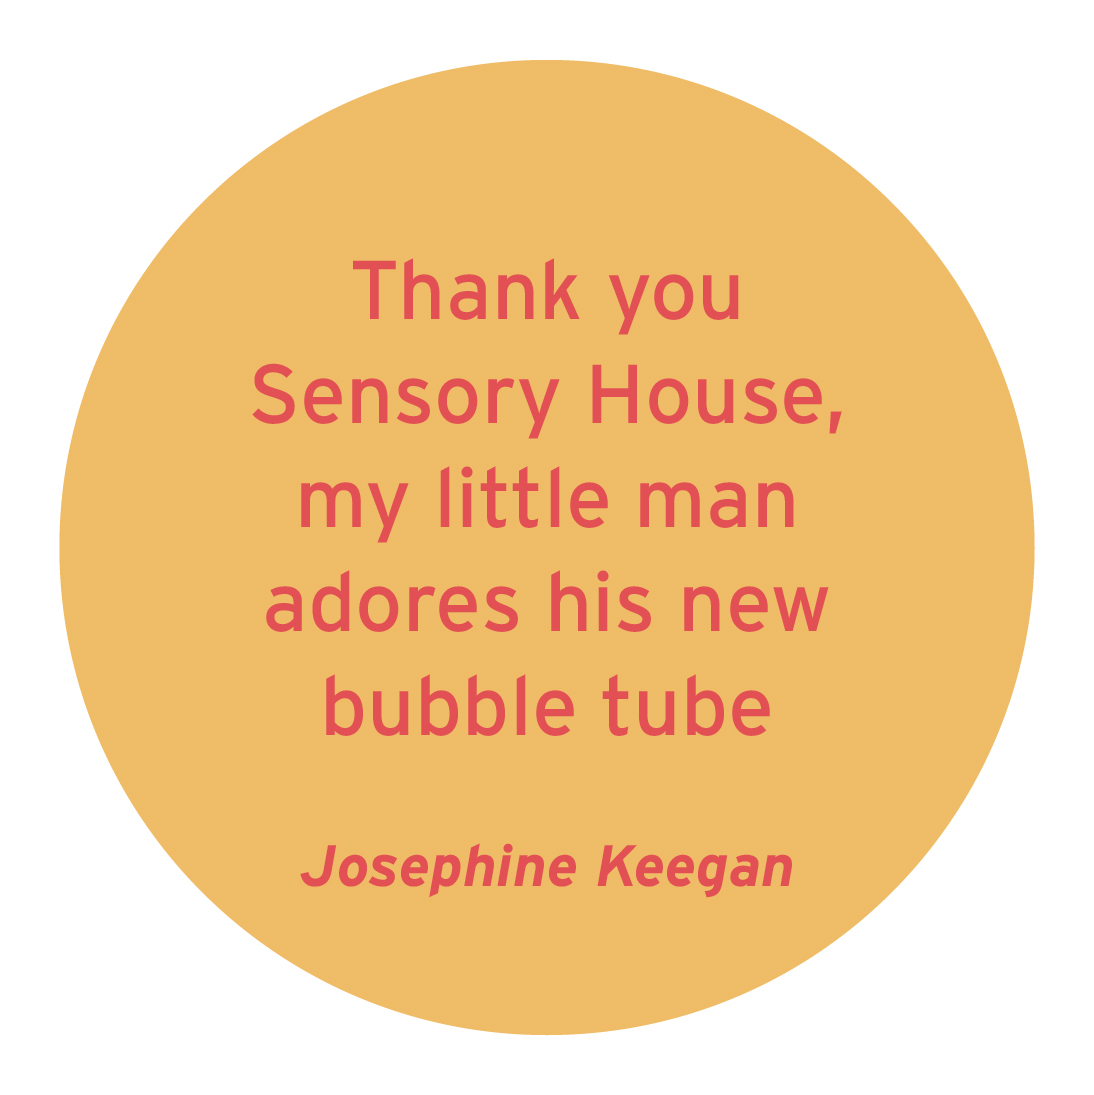 Thank you
Sensory House,
my little man
adores his new
bubble tube
Josephine Keegan